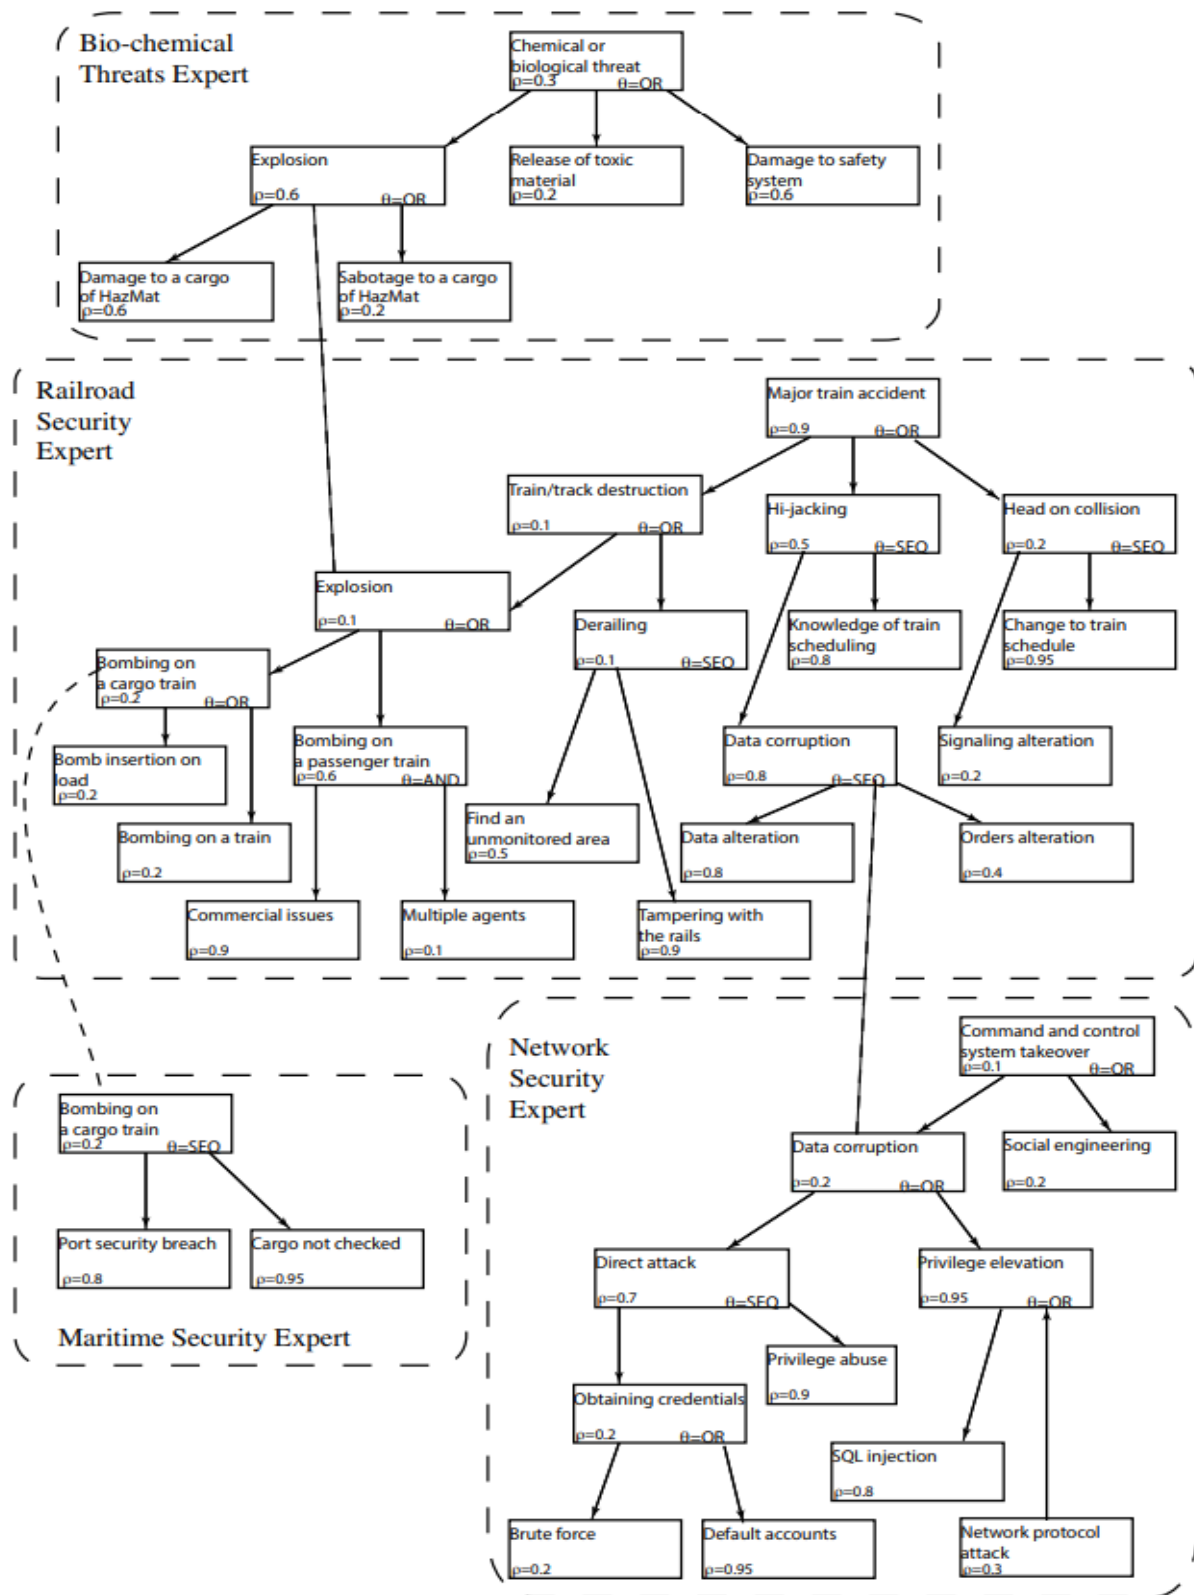 Bio-chemical
Threats Expert
Chemical or
biological threat
ρ=0.3 θ=OR
Explosion
ρ=0.6 θ=OR
Release of toxic
material
ρ=0.2
Damage to safety
system
ρ=0.6
Damage to a cargo
of HazMat
ρ=0.6
Sabotage to a cargo
of HazMat
ρ=0.2
Railroad
Security
Expert
Major train accident
ρ=0.9 θ=OR
Train/track destruction
ρ=0.1 θ=OR
Hi-jacking
ρ=0.5 θ=SEQ
Head on collision
ρ=0.2 θ=SEQ
Explosion
ρ=0.1 θ=OR
Derailing
ρ=0.1 θ=SEQ
Knowledge of train
scheduling
ρ=0.8
Change to train
schedule
ρ=0.95
Bombing on
a cargo train
ρ=0.2 θ=OR
Bomb insertion on
load
ρ=0.2
Bombing on
a passenger train
ρ=0.6 θ=AND
Data corruption
ρ=0.8 θ=SEQ
Signaling alteration
ρ=0.2
Bombing on a train
ρ=0.2
Find an
unmonitored area
ρ=0.5
Data alteration
ρ=0.8
Orders alteration
ρ=0.4
Commercial issues
ρ=0.9
Multiple agents
ρ=0.1
Tampering with
the rails
ρ=0.9
Network
Security
Expert
Command and control
system takeover
ρ=0.1 θ=OR
Bombing on
a cargo train
ρ=0.2 θ=SEQ
Data corruption
ρ=0.2 θ=OR
Social engineering
ρ=0.2
Port security breach
ρ=0.8
Cargo not checked
ρ=0.95
Maritime Security Expert
Direct attack
ρ=0.7 θ=SEQ
Privilege elevation
ρ=0.95 θ=OR
Privilege abuse
ρ=0.9
Obtaining credentials
ρ=0.2 θ=OR
SQL injection
ρ=0.8
Brute force
ρ=0.2
Default accounts
ρ=0.95
Network protocol
attack
ρ=0.3